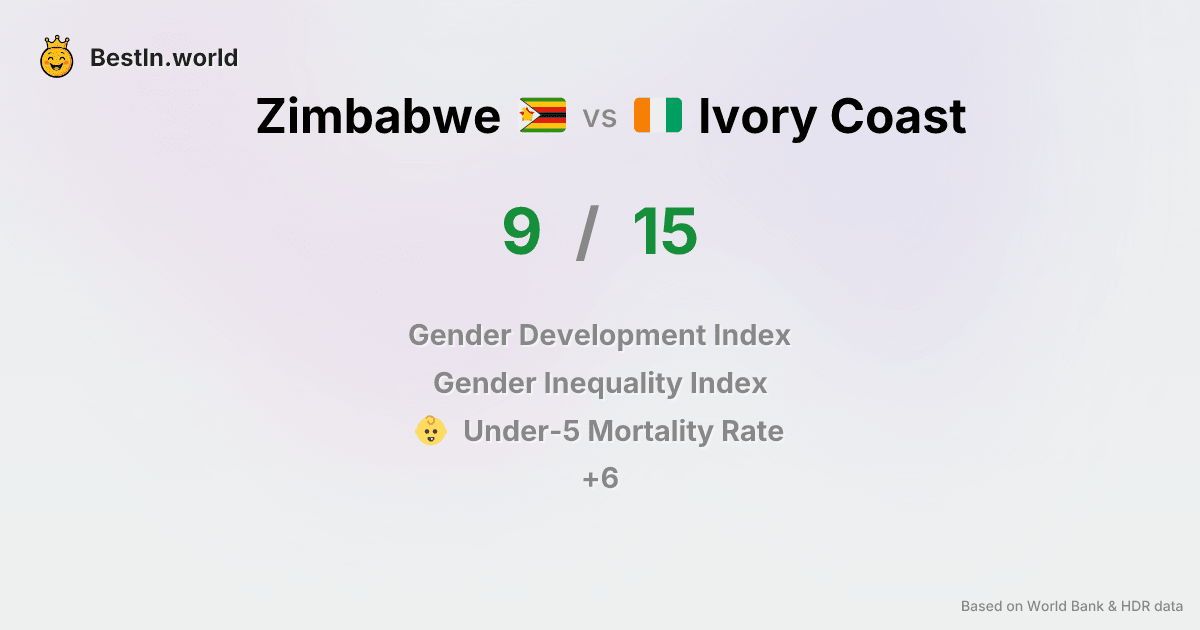 BestIn.world
Zimbabwe vs Ivory Coast
9 / 15
Gender Development Index
Gender Inequality Index
Under-5 Mortality Rate
+6
Based on World Bank & HDR data